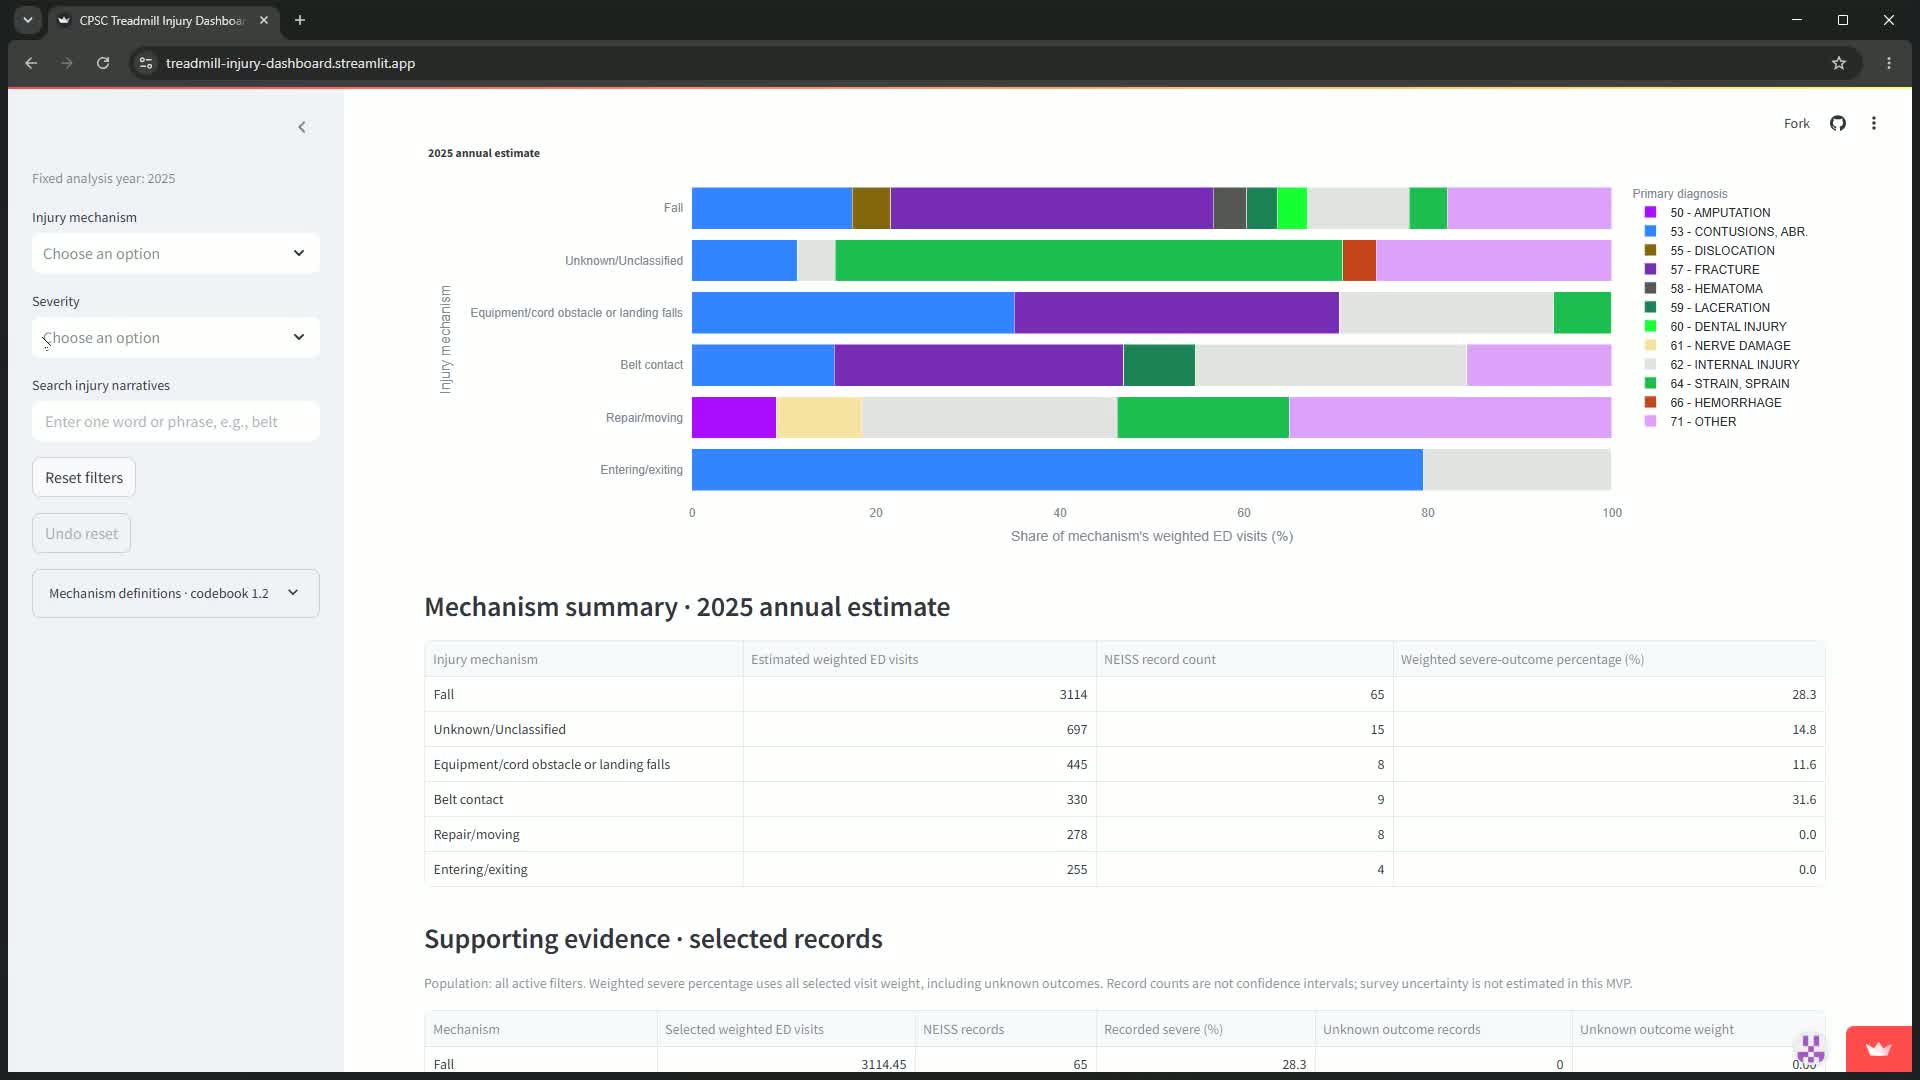 CPSC Treadmill Injury Dashboar
treadmill-injury-dashboard.streamlit.app
Fork
Fixed analysis year: 2025
Injury mechanism
Choose an option
Severity
Choose an option
Search injury narratives
Enter one word or phrase, e.g., belt
Reset filters
Undo reset
Mechanism definitions · codebook 1.2
2025 annual estimate
Injury mechanism
Fall
Unknown/Unclassified
Equipment/cord obstacle or landing falls
Belt contact
Repair/moving
Entering/exiting
0 20 40 60 80 100
Share of mechanism's weighted ED visits (%)
Primary diagnosis
50 - AMPUTATION
53 - CONTUSIONS, ABR.
55 - DISLOCATION
57 - FRACTURE
58 - HEMATOMA
59 - LACERATION
60 - DENTAL INJURY
61 - NERVE DAMAGE
62 - INTERNAL INJURY
64 - STRAIN, SPRAIN
66 - HEMORRHAGE
71 - OTHER
Mechanism summary · 2025 annual estimate
Injury mechanism Estimated weighted ED visits NEISS record count Weighted severe-outcome percentage (%)
Fall 3114 65 28.3
Unknown/Unclassified 697 15 14.8
Equipment/cord obstacle or landing falls 445 8 11.6
Belt contact 330 9 31.6
Repair/moving 278 8 0.0
Entering/exiting 255 4 0.0
Supporting evidence · selected records
Population: all active filters. Weighted severe percentage uses all selected visit weight, including unknown outcomes. Record counts are not confidence intervals; survey uncertainty is not estimated in this MVP.
Mechanism Selected weighted ED visits NEISS records Recorded severe (%) Unknown outcome records Unknown outcome weight
Fall 3114.45 65 28.3 0 0.00